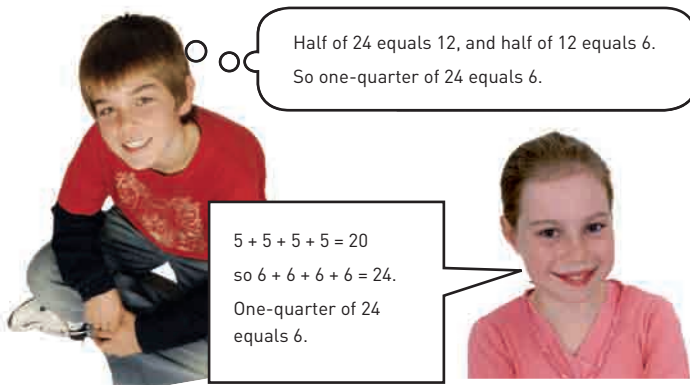 Half of 24 equals 12, and half of 12 equals 6.
So one-quarter of 24 equals 6.
5 + 5 + 5 + 5 = 20
so 6 + 6 + 6 + 6 = 24.
One-quarter of 24
equals 6.